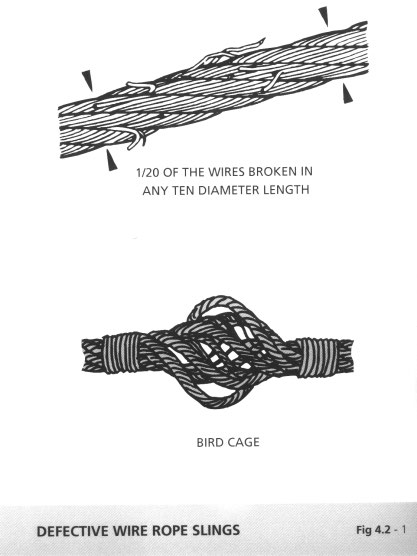 1/20 OF THE WIRES BROKEN IN
ANY TEN DIAMETER LENGTH
BIRD CAGE
DEFECTIVE WIRE ROPE SLINGS Fig 4.2 - 1